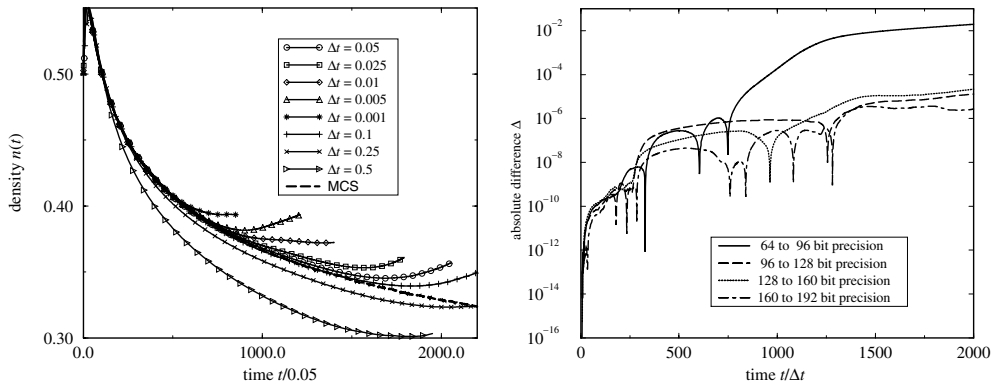 density n(t)
0.50
0.40
0.30
0.0
1000.0
2000.0
time t/0.05
Δt = 0.05
Δt = 0.025
Δt = 0.01
Δt = 0.005
Δt = 0.001
Δt = 0.1
Δt = 0.25
Δt = 0.5
MCS
absolute difference Δ
10⁻²
10⁻⁴
10⁻⁶
10⁻⁸
10⁻¹⁰
10⁻¹²
10⁻¹⁴
10⁻¹⁶
0
500
1000
1500
2000
time t/Δt
64 to 96 bit precision
96 to 128 bit precision
128 to 160 bit precision
160 to 192 bit precision